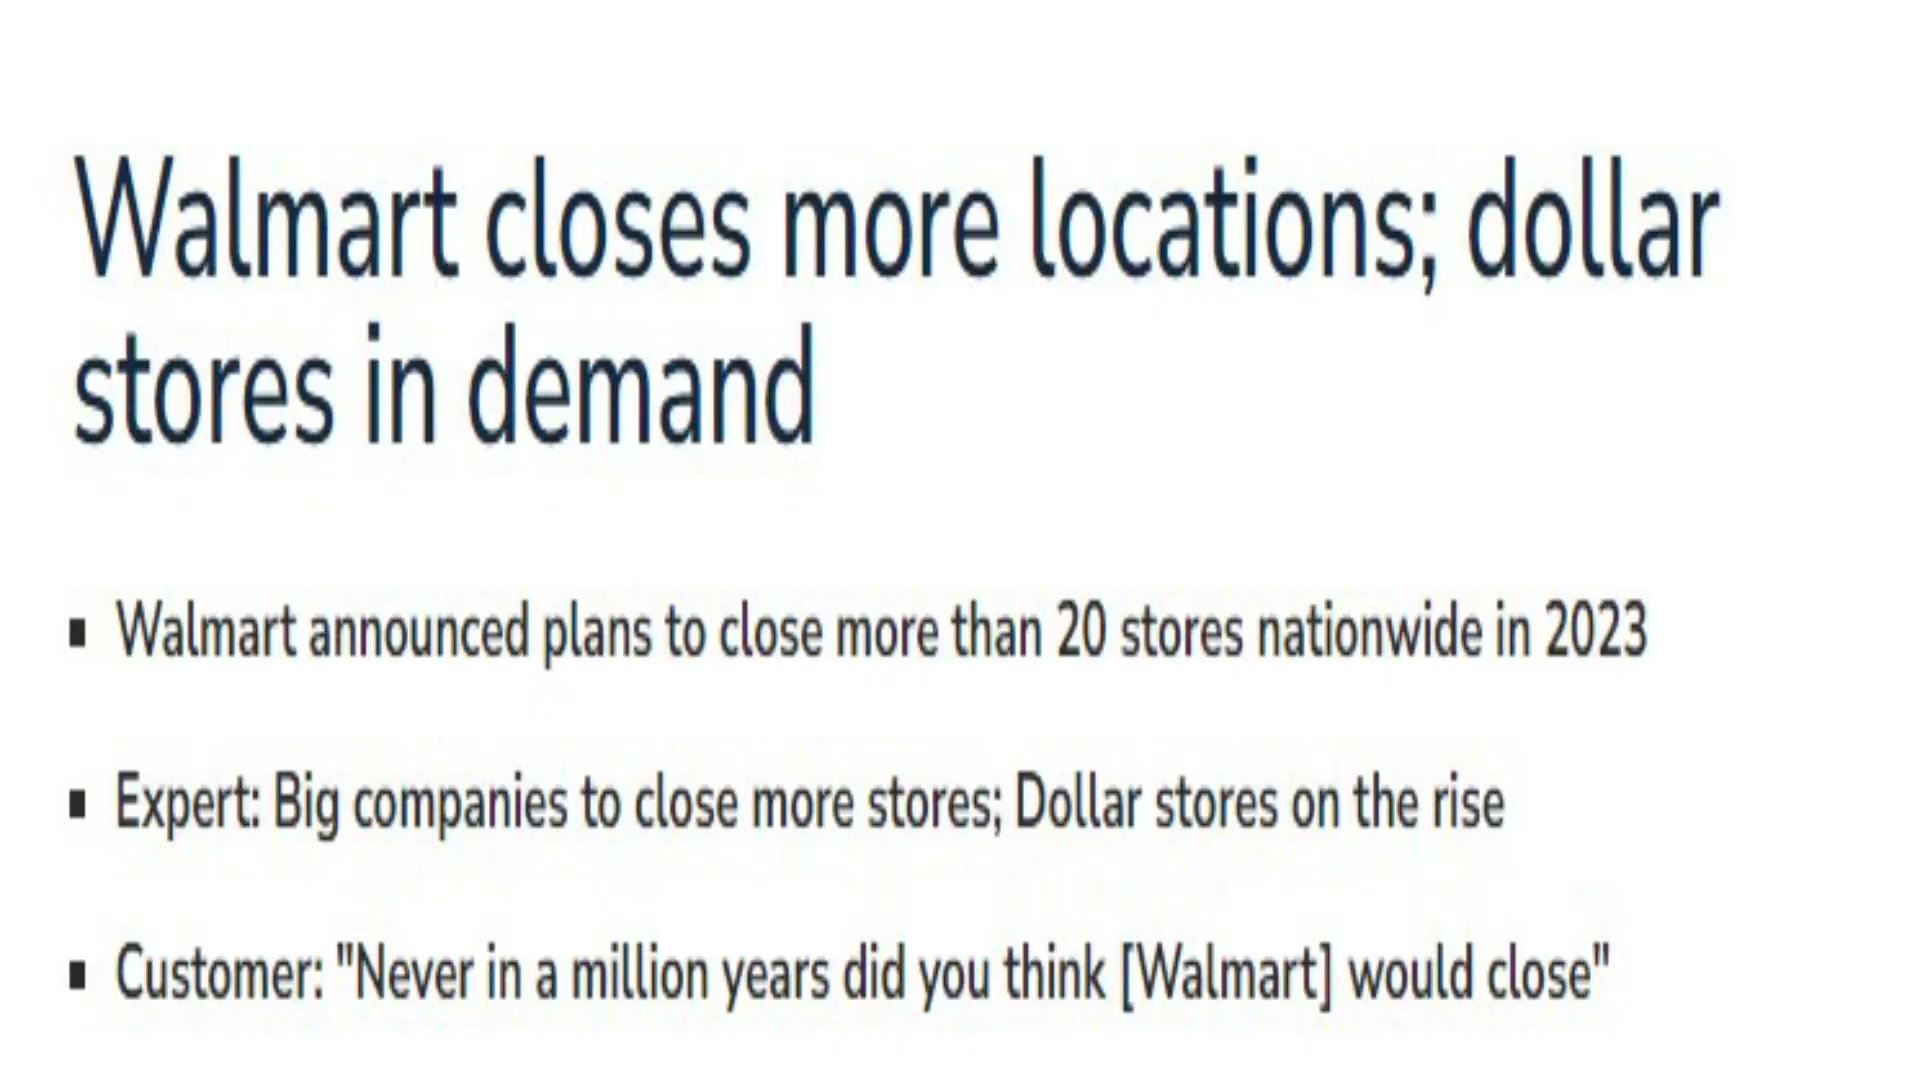 Walmart closes more locations; dollar
stores in demand
▪ Walmart announced plans to close more than 20 stores nationwide in 2023
▪ Expert: Big companies to close more stores; Dollar stores on the rise
▪ Customer: "Never in a million years did you think [Walmart] would close"